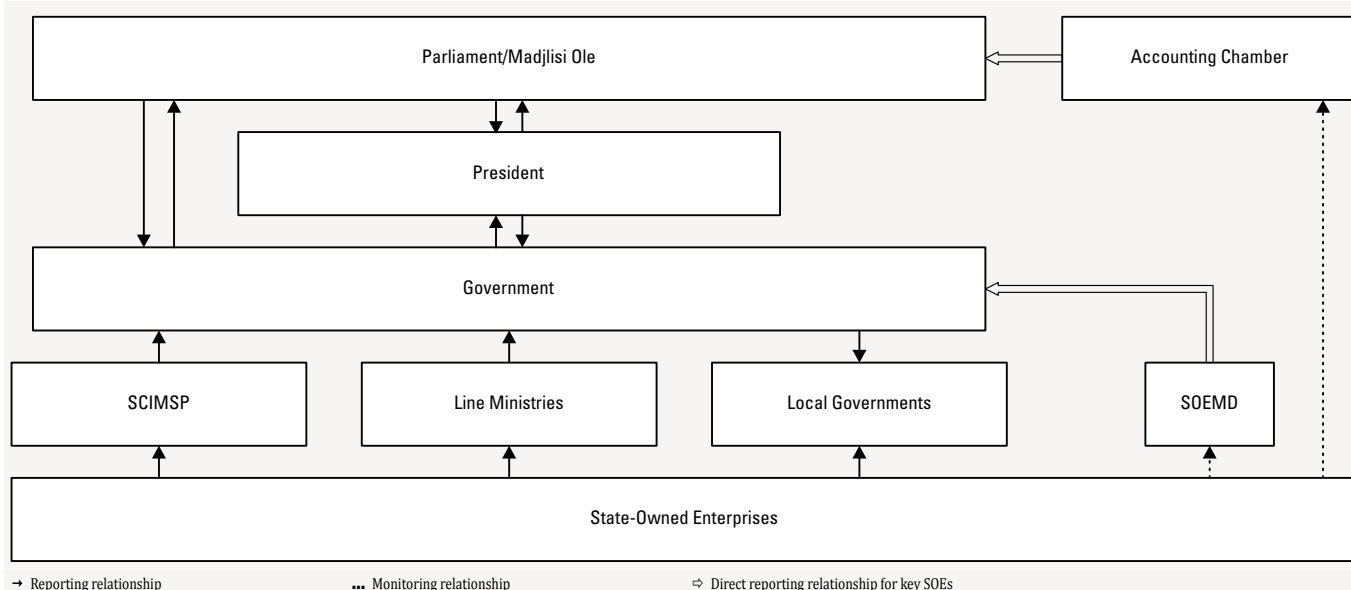 Parliament/Madjlisi Ole
Accounting Chamber
President
Government
SCIMSP
Line Ministries
Local Governments
SOEMD
State-Owned Enterprises
→ Reporting relationship
... Monitoring relationship
⇨ Direct reporting relationship for key SOEs